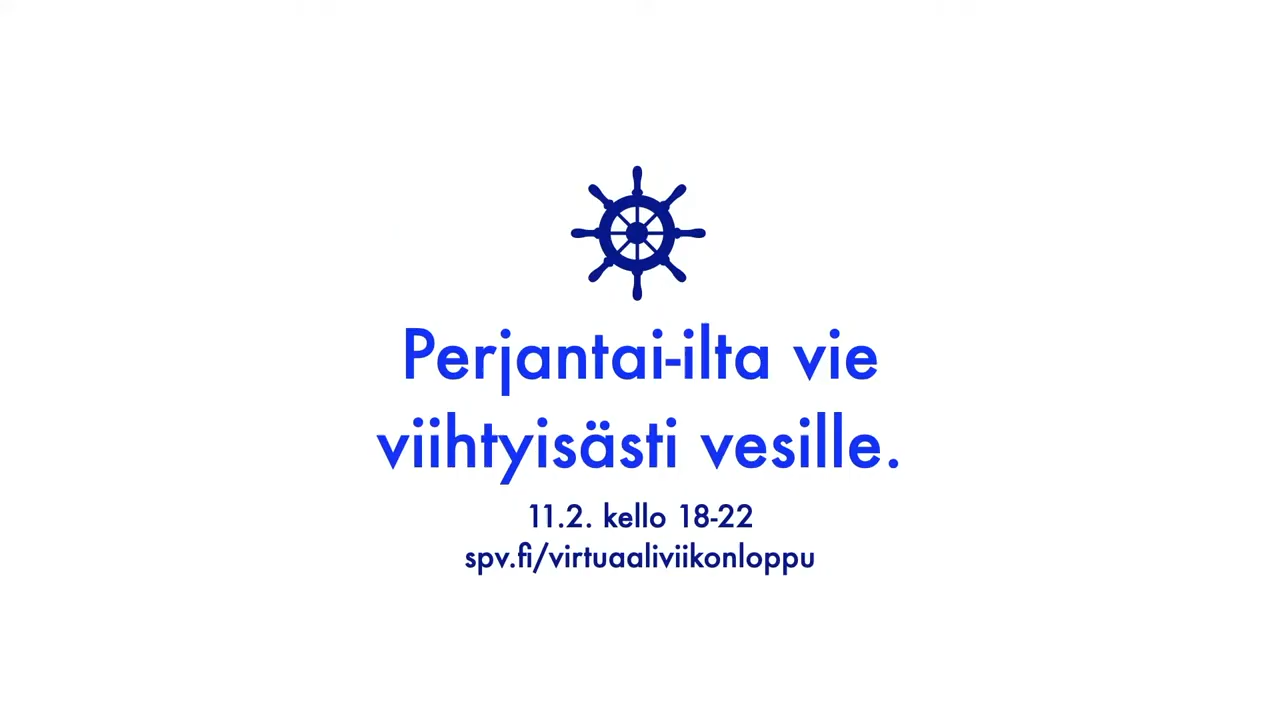 Perjantai-ilta vie
viihtyisästi vesille.
11.2. kello 18-22
spv.fi/virtuaaliviikonloppu